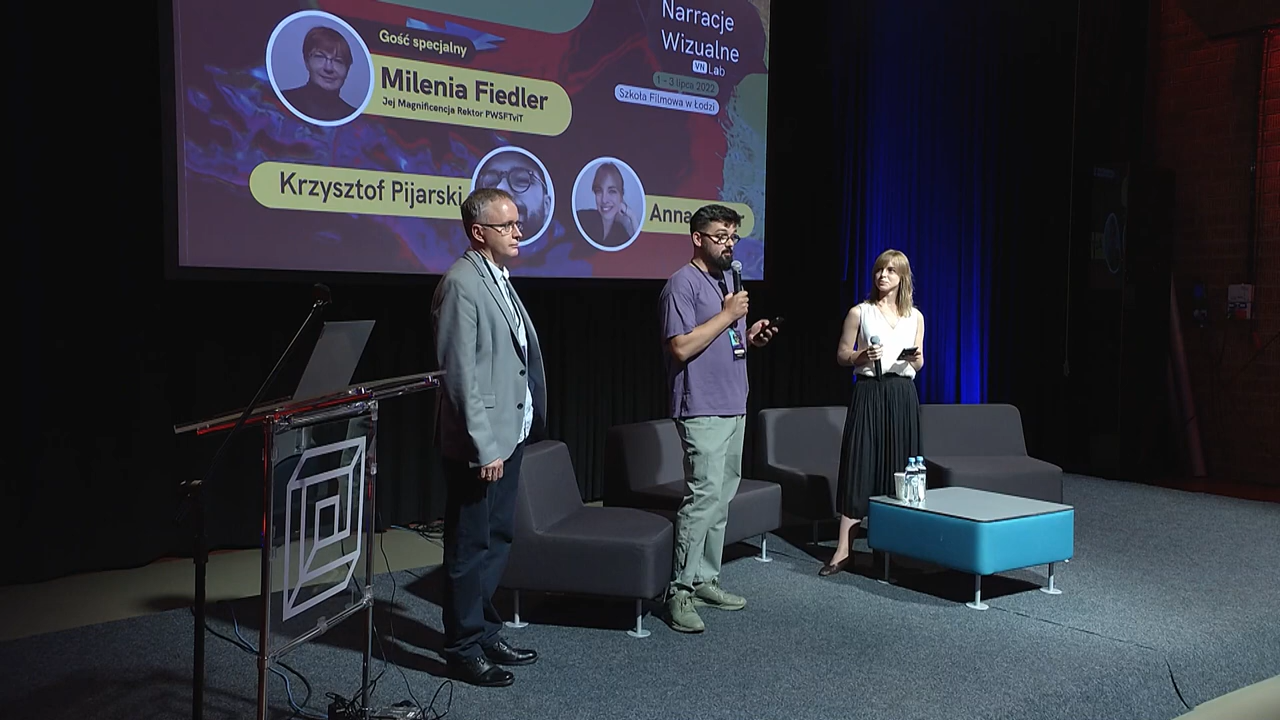 Gość specjalny
Milenia Fiedler
Jej Magnificencja Rektor PWSFTviT
Narracje
Wizualne
VN Lab
1 - 3 lipca 2022
Szkoła Filmowa w Łodzi
Krzysztof Pijarski
Anna